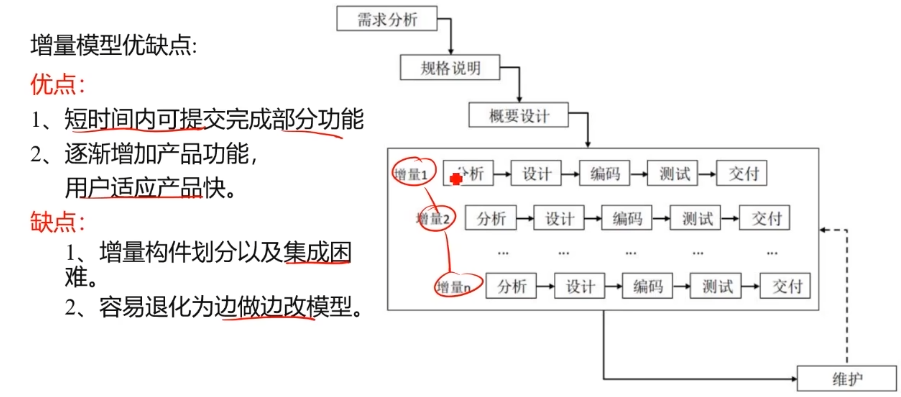 增量模型优缺点:
优点：
1、短时间内可提交完成部分功能
2、逐渐增加产品功能，
用户适应产品快。
缺点：
1、增量构件划分以及集成困
难。
2、容易退化为边做边改模型。
需求分析
规格说明
概要设计
增量1 分析 设计 编码 测试 交付
增量2 分析 设计 编码 测试 交付
... ... ... ... ...
增量n 分析 设计 编码 测试 交付
维护